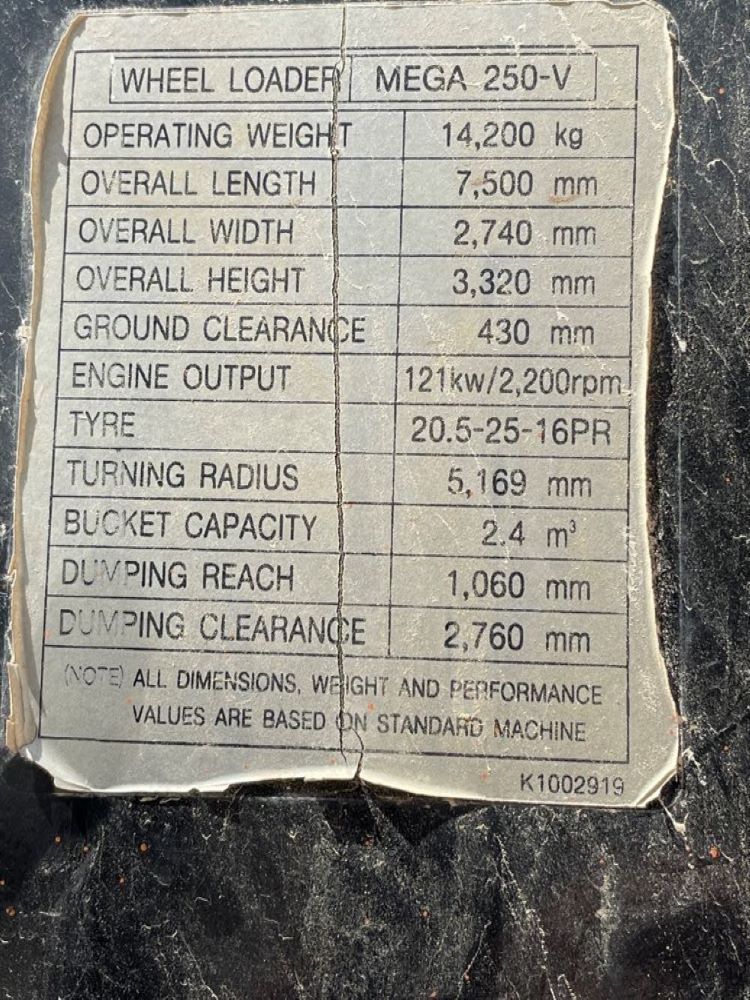 WHEEL LOADER MEGA 250-V
OPERATING WEIGHT 14,200 kg
OVERALL LENGTH 7,500 mm
OVERALL WIDTH 2,740 mm
OVERALL HEIGHT 3,320 mm
GROUND CLEARANCE 430 mm
ENGINE OUTPUT 121kw/2,200rpm
TYRE 20.5-25-16PR
TURNING RADIUS 5,169 mm
BUCKET CAPACITY 2.4 m³
DUMPING REACH 1,060 mm
DUMPING CLEARANCE 2,760 mm
(NOTE) ALL DIMENSIONS, WEIGHT AND PERFORMANCE
VALUES ARE BASED ON STANDARD MACHINE
K1002919